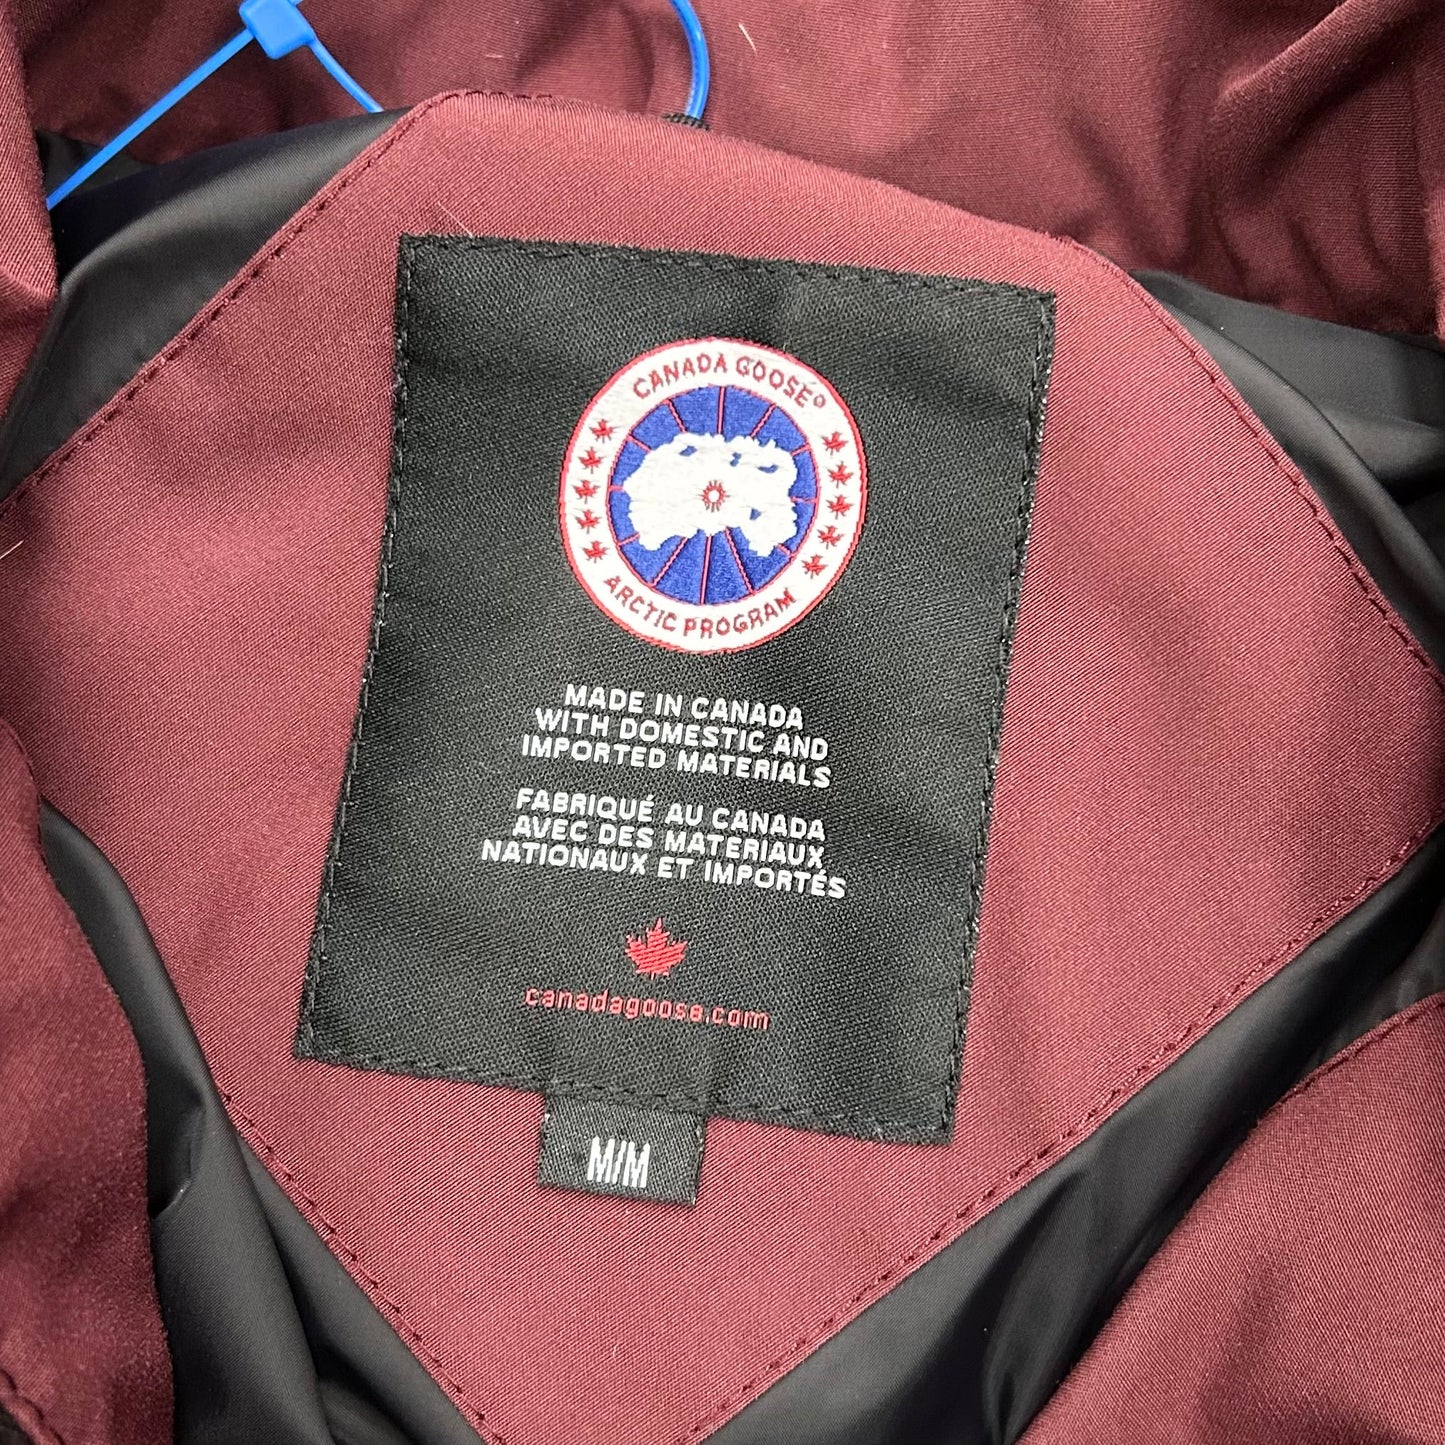 CANADA GOOSE®
ARCTIC PROGRAM
MADE IN CANADA
WITH DOMESTIC AND
IMPORTED MATERIALS
FABRIQUÉ AU CANADA
AVEC DES MATERIAUX
NATIONAUX ET IMPORTÉS
canadagoose.com
M/M